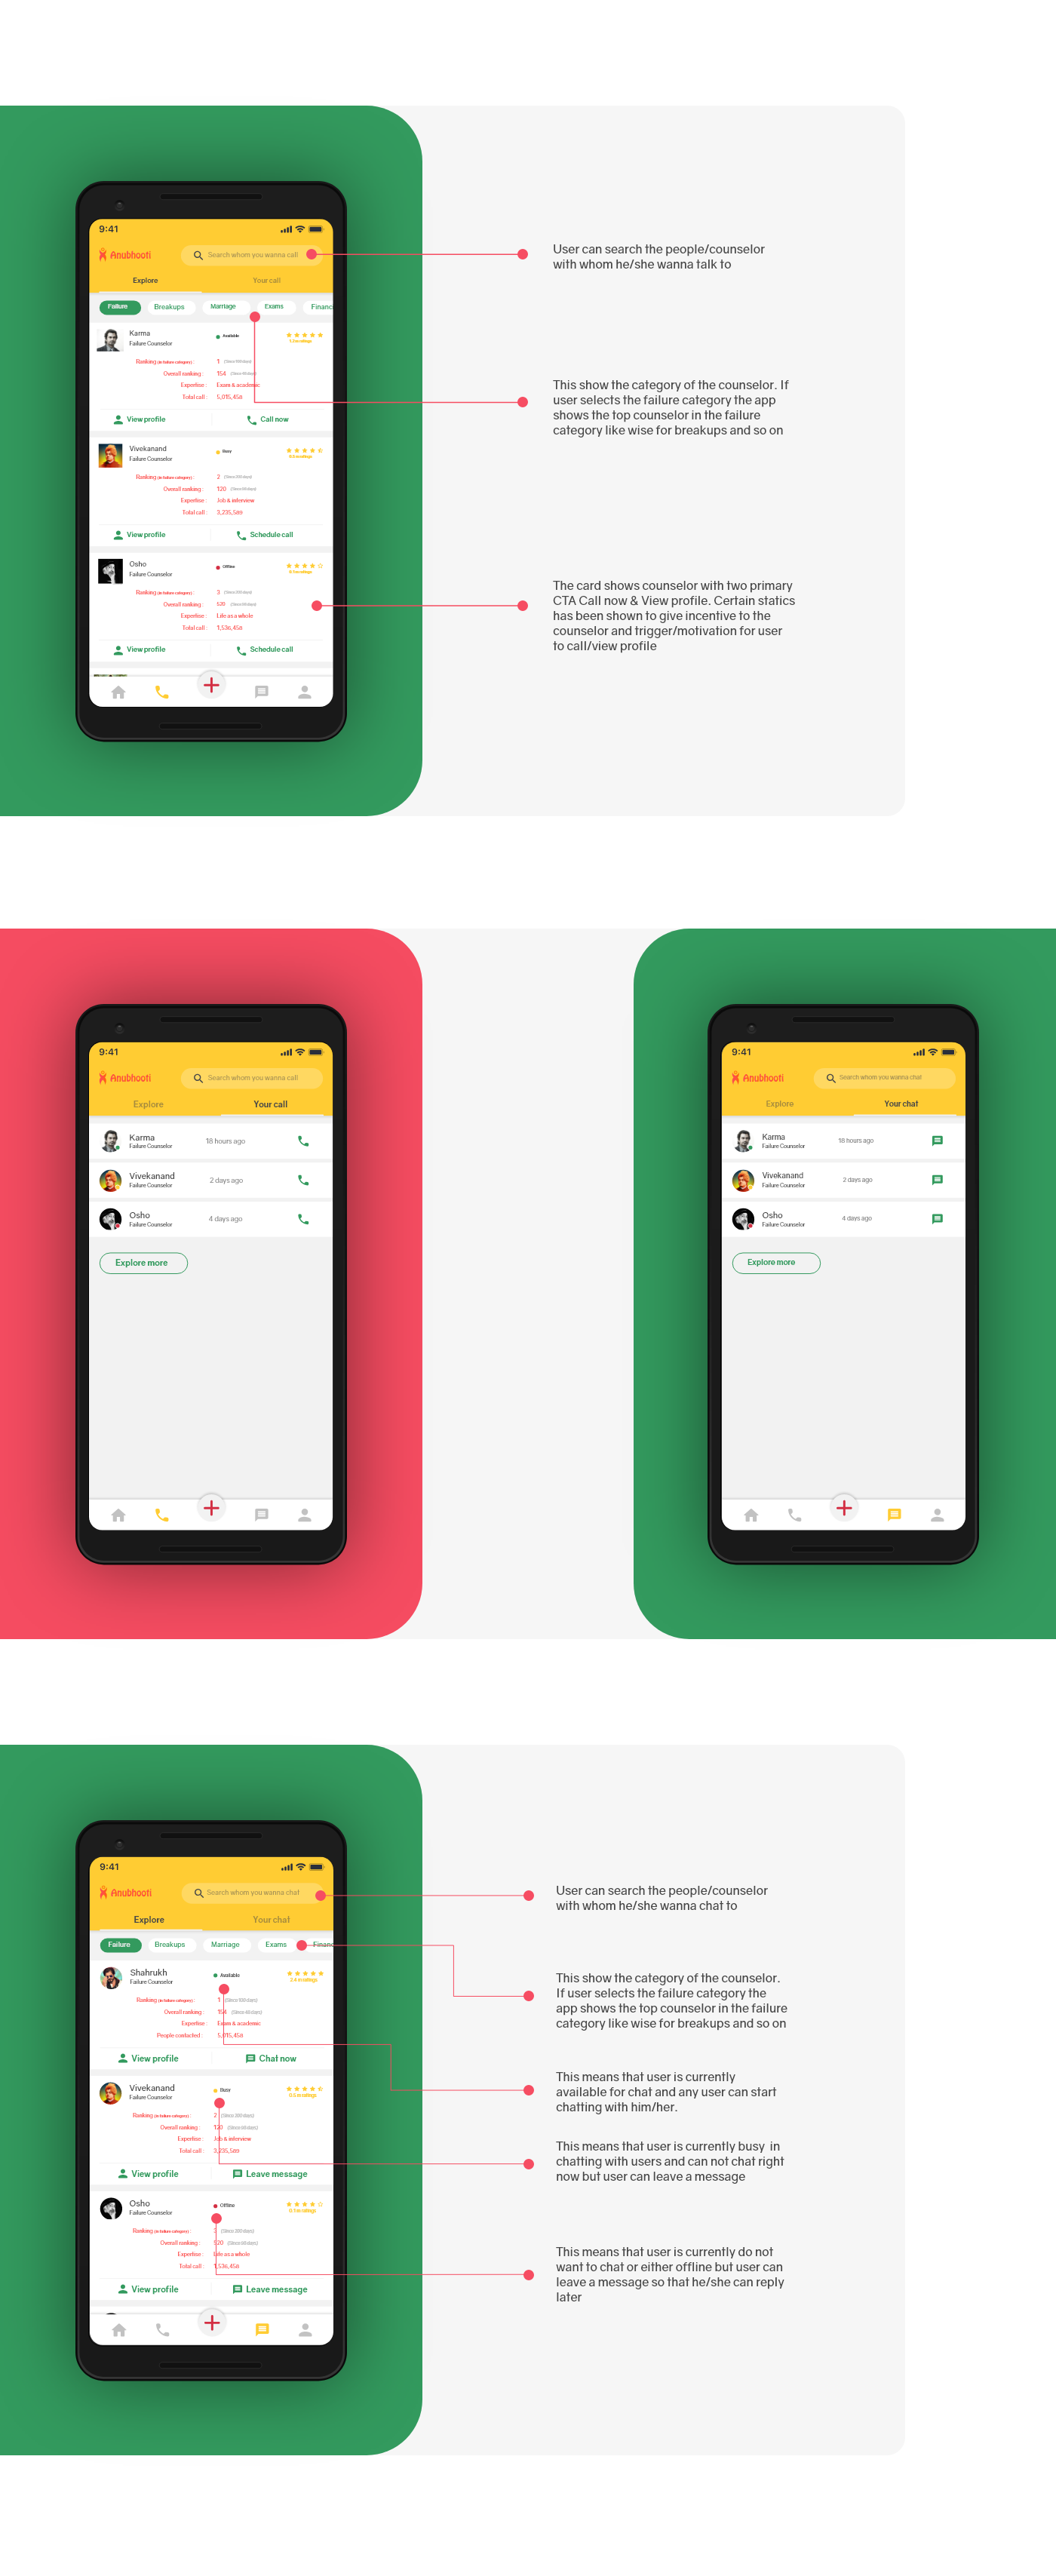 9:41
Anubhooti
Search whom you wanna call
Explore
Your call
Failure
Breakups
Marriage
Exams
Financ
Karma
Failure Counselor
Available
Ranking (in failure category) :
1
Overall ranking :
154
Expertise :
Exam & academic
Total call :
5,015,456
View profile
Call now
Vivekanand
Failure Counselor
Busy
Ranking (in failure category) :
2
Overall ranking :
120
Expertise :
Job & interview
Total call :
3,235,589
View profile
Schedule call
Osho
Failure Counselor
Offline
Ranking (in failure category) :
3
Overall ranking :
Expertise :
Life as a whole
Total call :
1,536,456
View profile
Schedule call
User can search the people/counselor
with whom he/she wanna talk to
This show the category of the counselor. If
user selects the failure category the app
shows the top counselor in the failure
category like wise for breakups and so on
The card shows counselor with two primary
CTA Call now & View profile. Certain statics
has been shown to give incentive to the
counselor and trigger/motivation for user
to call/view profile
9:41
Anubhooti
Search whom you wanna call
Explore
Your call
Karma
Failure Counselor
18 hours ago
Vivekanand
Failure Counselor
2 days ago
Osho
Failure Counselor
4 days ago
Explore more
9:41
Anubhooti
Search whom you wanna chat
Explore
Your chat
Karma
Failure Counselor
18 hours ago
Vivekanand
Failure Counselor
2 days ago
Osho
Failure Counselor
4 days ago
Explore more
9:41
Anubhooti
Search whom you wanna chat
Explore
Your chat
Failure
Breakups
Marriage
Exams
Financ
Shahrukh
Failure Counselor
Available
Ranking (in failure category) :
1
Overall ranking :
154
Expertise :
Exam & academic
People contacted :
5,015,456
View profile
Chat now
Vivekanand
Failure Counselor
Busy
Ranking (in failure category) :
2
Overall ranking :
120
Expertise :
Job & interview
Total call :
3,235,589
View profile
Leave message
Osho
Failure Counselor
Offline
Ranking (in failure category) :
3
Overall ranking :
Expertise :
Life as a whole
Total call :
1,536,456
View profile
Leave message
User can search the people/counselor
with whom he/she wanna chat to
This show the category of the counselor.
If user selects the failure category the
app shows the top counselor in the failure
category like wise for breakups and so on
This means that user is currently
available for chat and any user can start
chatting with him/her.
This means that user is currently busy in
chatting with users and can not chat right
now but user can leave a message
This means that user is currently do not
want to chat or either offline but user can
leave a message so that he/she can reply
later